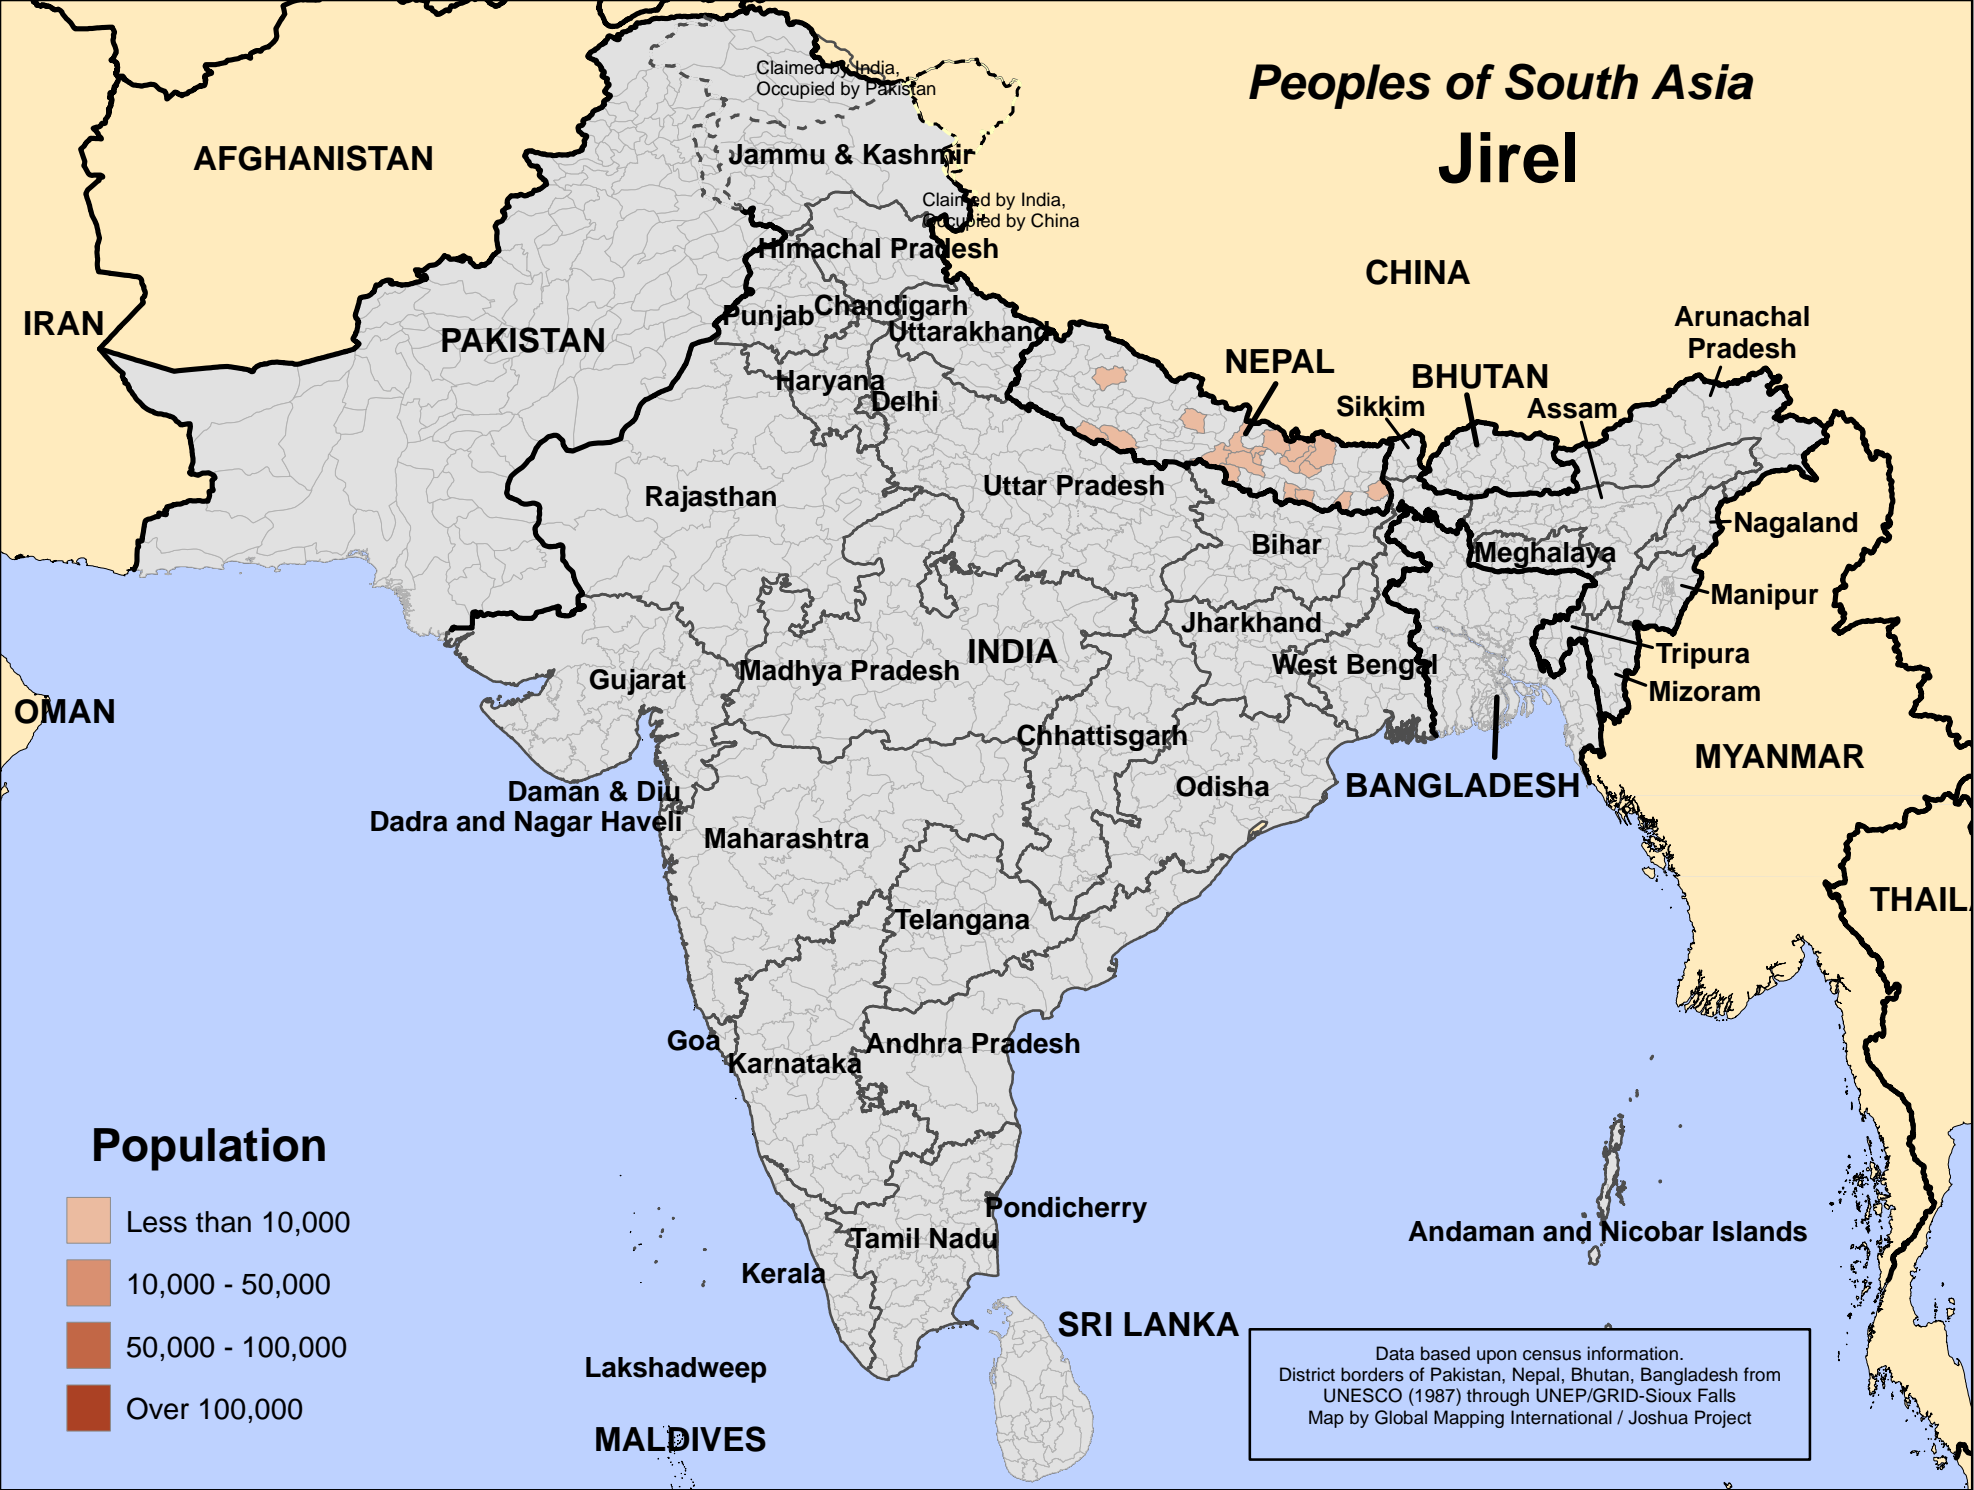 Peoples of South Asia
Jirel
Claimed by India,
Occupied by Pakistan
AFGHANISTAN
Jammu & Kashmir
Claimed by India,
Occupied by China
Himachal Pradesh
CHINA
IRAN
PAKISTAN
Punjab
Chandigarh
Uttarakhand
Arunachal
Pradesh
NEPAL
BHUTAN
Haryana
Delhi
Sikkim
Assam
Rajasthan
Uttar Pradesh
Nagaland
Bihar
Meghalaya
Manipur
Jharkhand
INDIA
Tripura
West Bengal
Madhya Pradesh
Gujarat
Mizoram
OMAN
Chhattisgarh
MYANMAR
Odisha
BANGLADESH
Daman & Diu
Dadra and Nagar Haveli
Maharashtra
THAIL
Telangana
Goa
Andhra Pradesh
Karnataka
Population
Less than 10,000
10,000 - 50,000
50,000 - 100,000
Over 100,000
Pondicherry
Tamil Nadu
Andaman and Nicobar Islands
Kerala
SRI LANKA
Lakshadweep
MALDIVES
Data based upon census information.
District borders of Pakistan, Nepal, Bhutan, Bangladesh from
UNESCO (1987) through UNEP/GRID-Sioux Falls
Map by Global Mapping International / Joshua Project